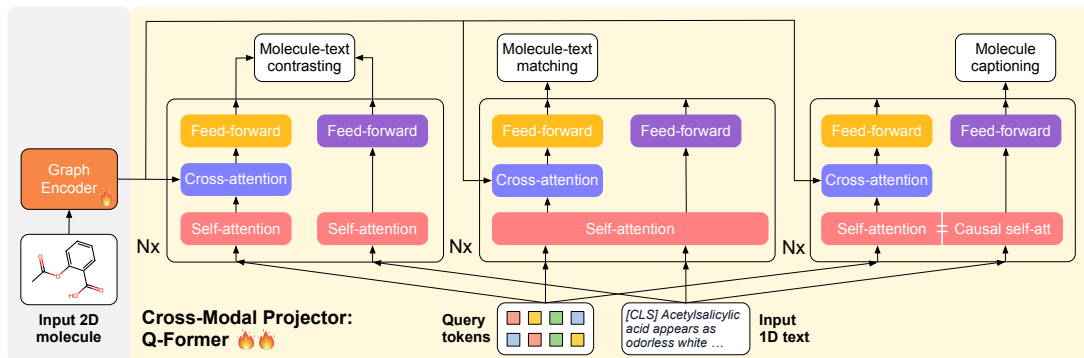 Molecule-text
contrasting
Molecule-text
matching
Molecule
captioning
Feed-forward
Feed-forward
Feed-forward
Feed-forward
Feed-forward
Feed-forward
Graph
Encoder
Cross-attention
Cross-attention
Cross-attention
Self-attention
Self-attention
Self-attention
Self-attention
=
Causal self-att
Nx
Nx
Nx
O
O
O
HO
Input 2D
molecule
Cross-Modal Projector:
Q-Former
Query
tokens
[CLS] Acetylsalicylic
acid appears as
odorless white …
Input
1D text